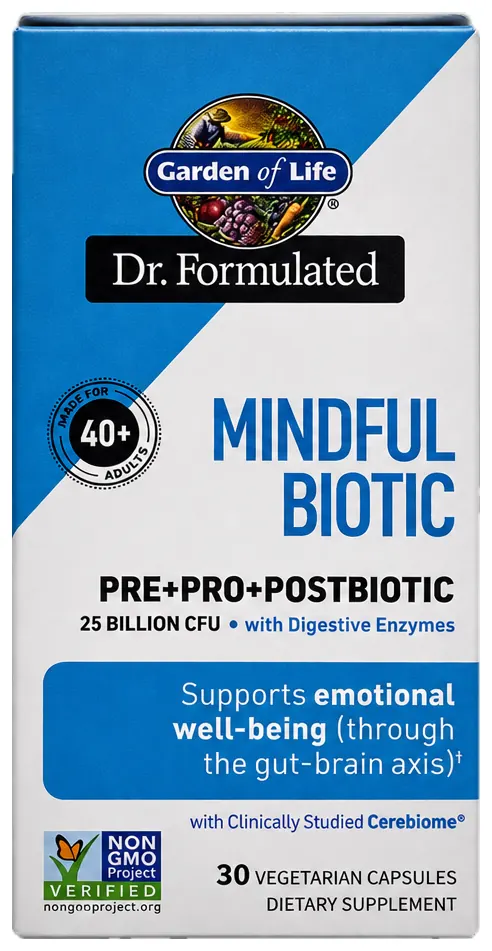 Garden of Life
®
Dr. Formulated
MADE FOR
40+
ADULTS
MINDFUL
BIOTIC
PRE+PRO+POSTBIOTIC
25 BILLION CFU • with Digestive Enzymes
Supports emotional
well-being (through
the gut-brain axis)†
with Clinically Studied Cerebiome®
NON
GMO
Project
VERIFIED
nongmoproject.org
30 VEGETARIAN CAPSULES
DIETARY SUPPLEMENT